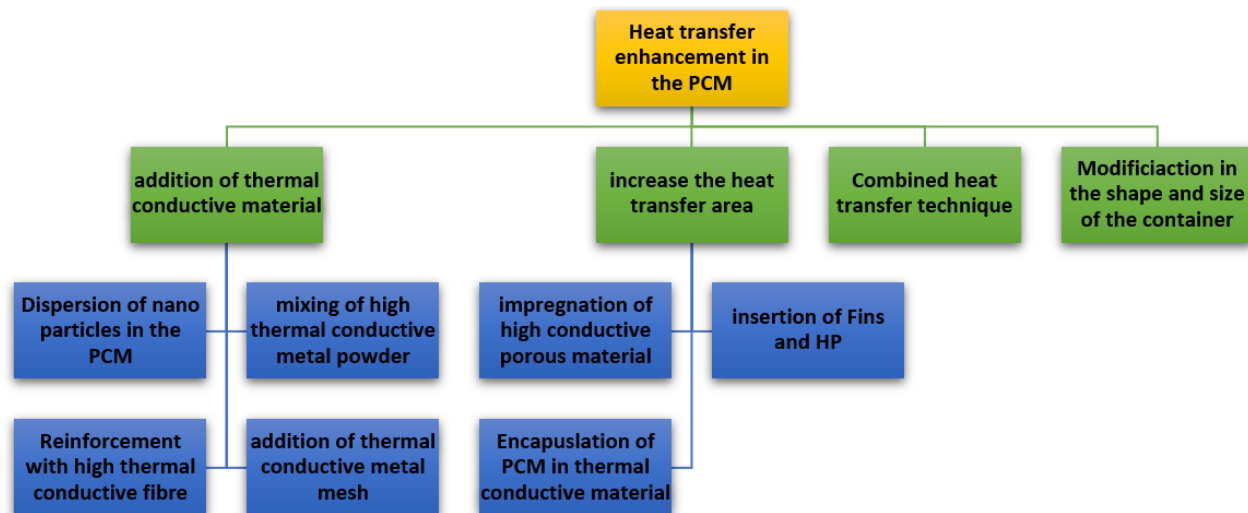 Heat transfer
enhancement in
the PCM
addition of thermal
conductive material
increase the heat
transfer area
Combined heat
transfer technique
Modificiaction in
the shape and size
of the container
Dispersion of nano
particles in the
PCM
mixing of high
thermal conductive
metal powder
impregnation of
high conductive
porous material
insertion of Fins
and HP
Reinforcement
with high thermal
conductive fibre
addition of thermal
conductive metal
mesh
Encapuslation of
PCM in thermal
conductive material